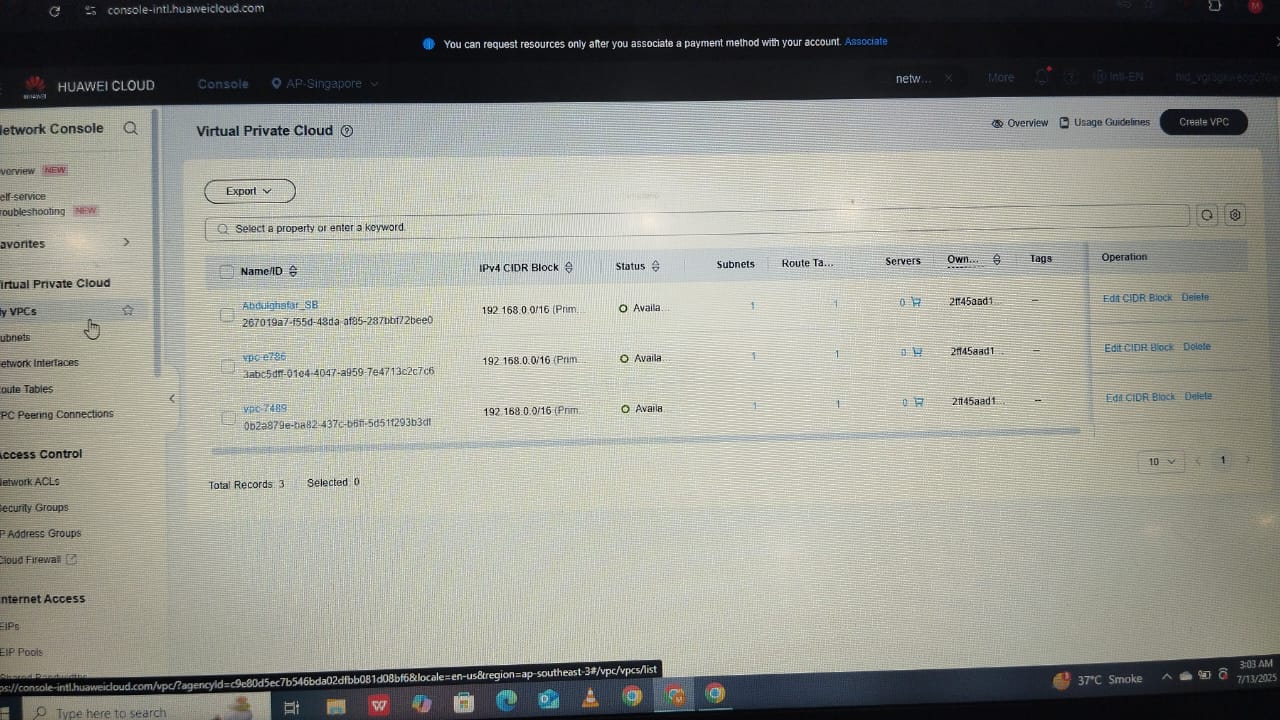 console-intl.huaweicloud.com
You can request resources only after you associate a payment method with your account. Associate
HUAWEI
HUAWEI CLOUD
Console
AP-Singapore
netw...
More
Intl-EN
M
etwork Console
Virtual Private Cloud
Overview
Usage Guidelines
Create VPC
verview NEW
elf-service
roubleshooting NEW
avorites
irtual Private Cloud
y VPCs
ubnets
etwork Interfaces
oute Tables
PC Peering Connections
ccess Control
etwork ACLs
ecurity Groups
P Address Groups
loud Firewall
nternet Access
EIPs
EIP Pools
Export
Select a property or enter a keyword.
Name/ID IPv4 CIDR Block Status Subnets Route Ta... Servers Own... Tags Operation
Abdulghafar_SB
267019a7-f55d-48da-af85-287bbf72bee0
192.168.0.0/16 (Prim... Availa... 1 1 0 2ff45aad1... -- Edit CIDR Block Delete
vpc-e786
3abc5dff-01e4-4047-a959-7e4713c2c7c6
192.168.0.0/16 (Prim... Availa... 1 1 0 2ff45aad1... -- Edit CIDR Block Delete
vpc-7489
0b2a879e-ba82-437c-b6ff-5d51f293b3d1
192.168.0.0/16 (Prim... Availa... 1 1 0 2ff45aad1... -- Edit CIDR Block Delete
Total Records: 3 Selected: 0
10
1
ps://console-intl.huaweicloud.com/vpc/?agencyId=c9e80d5ec7b546bda02dfbb081d08bf6&locale=en-us&region=ap-southeast-3#/vpc/vpcs/list
Type here to search
37°C Smoke
3:03 AM
7/13/2025